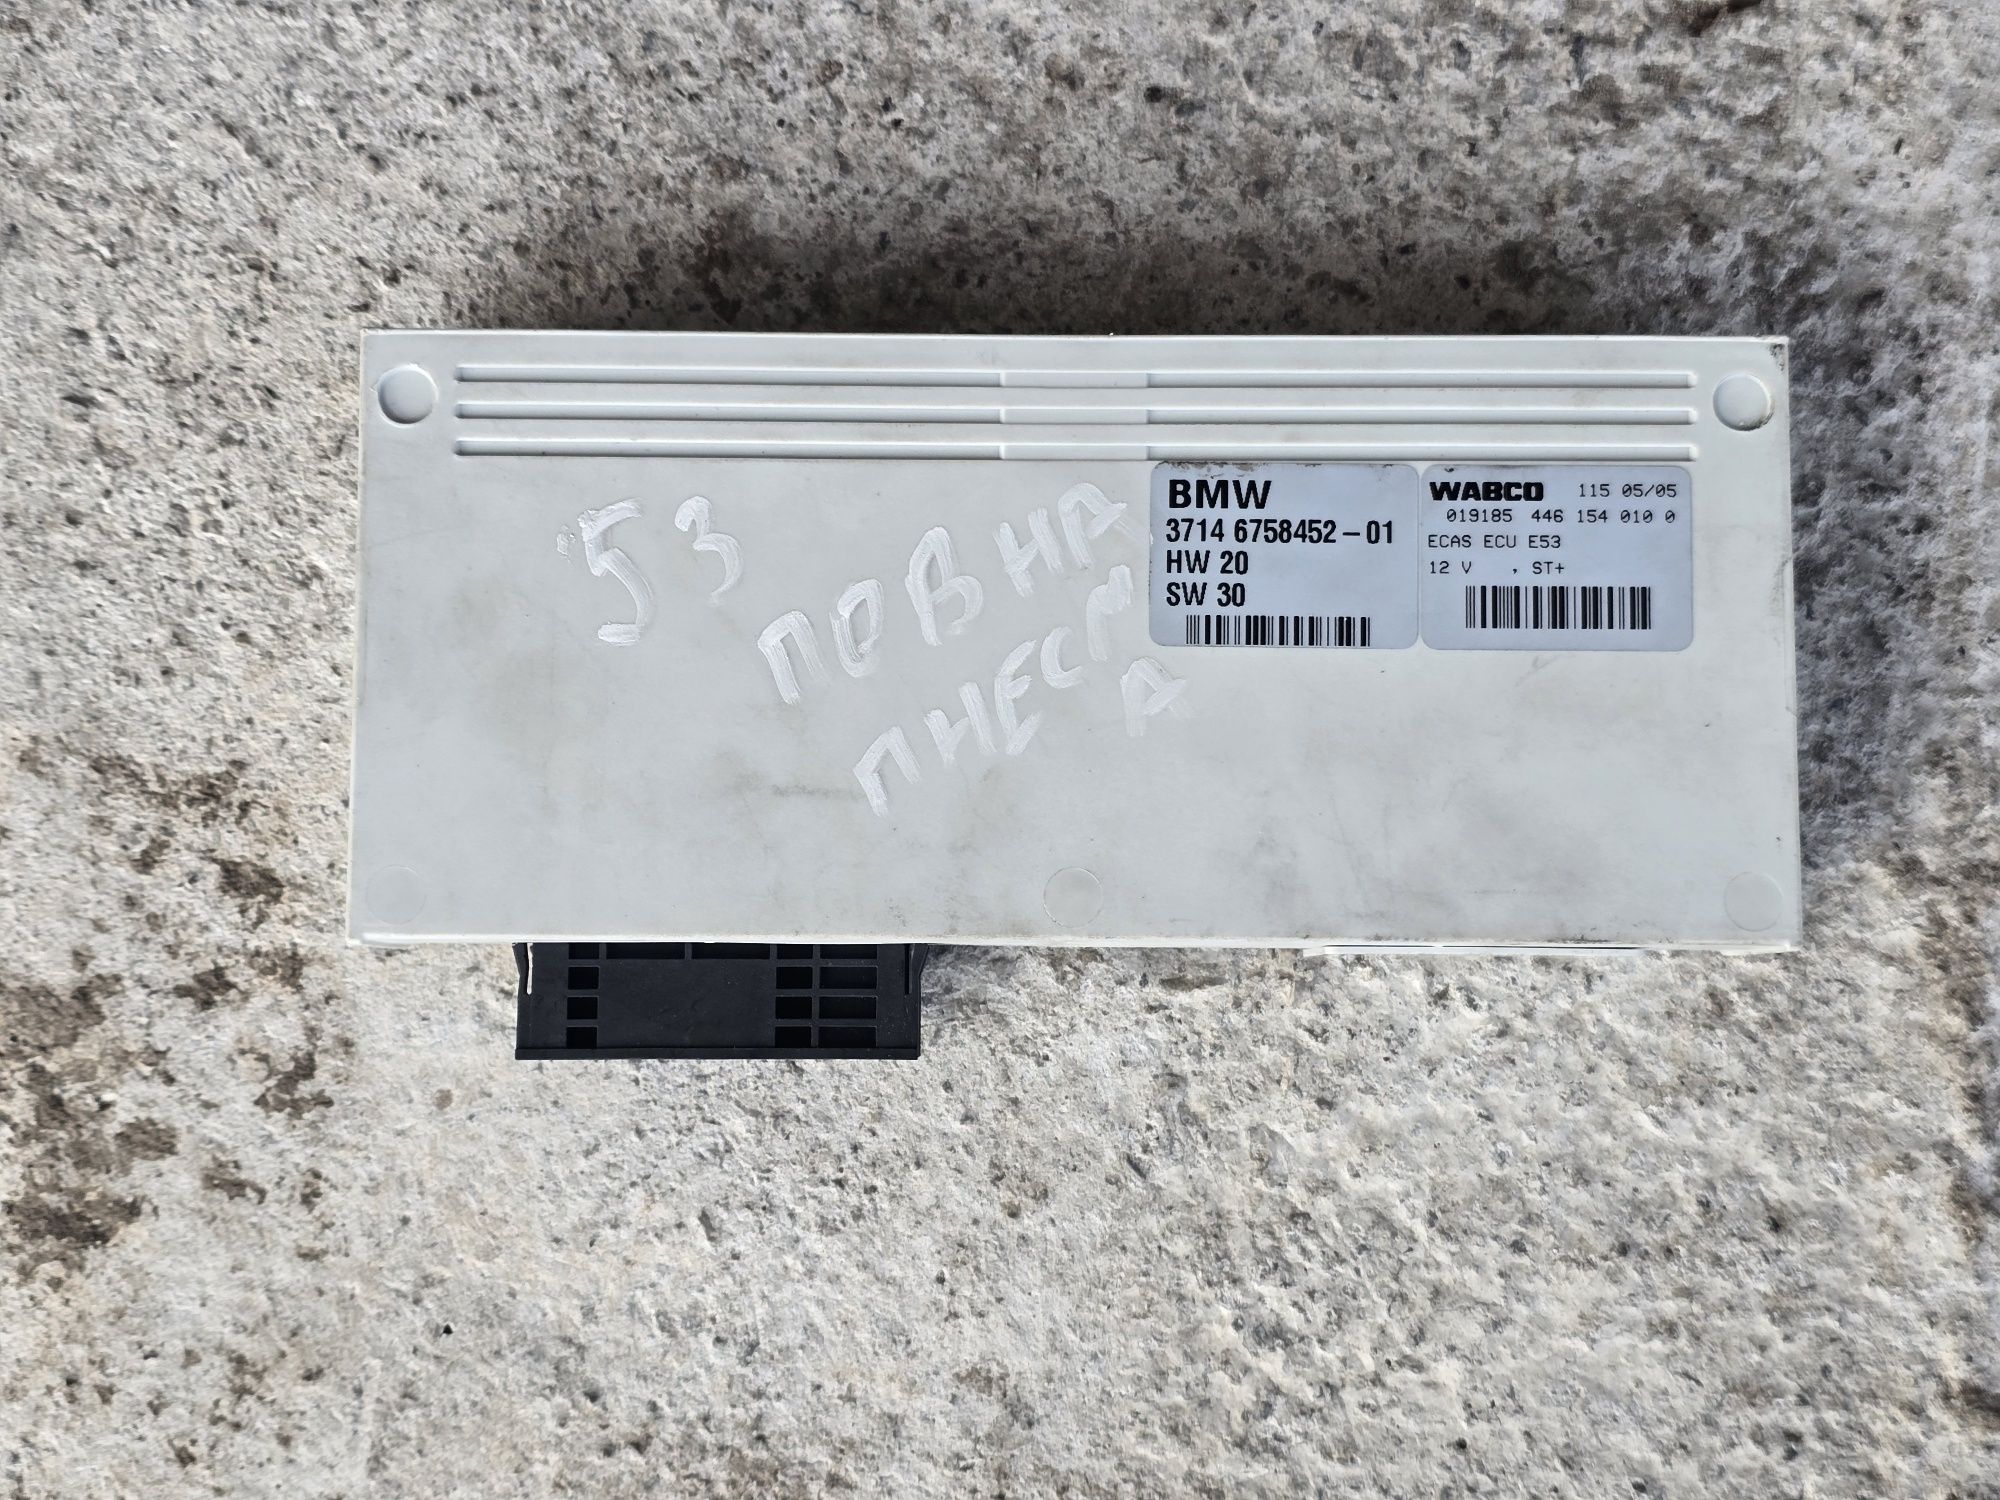 53
ПОВНА
ПНЕСМ
А
BMW
3714 6758452-01
HW 20
SW 30
WABCO 115 05/05
019185 446 154 010 0
ECAS ECU E53
12 V , ST+